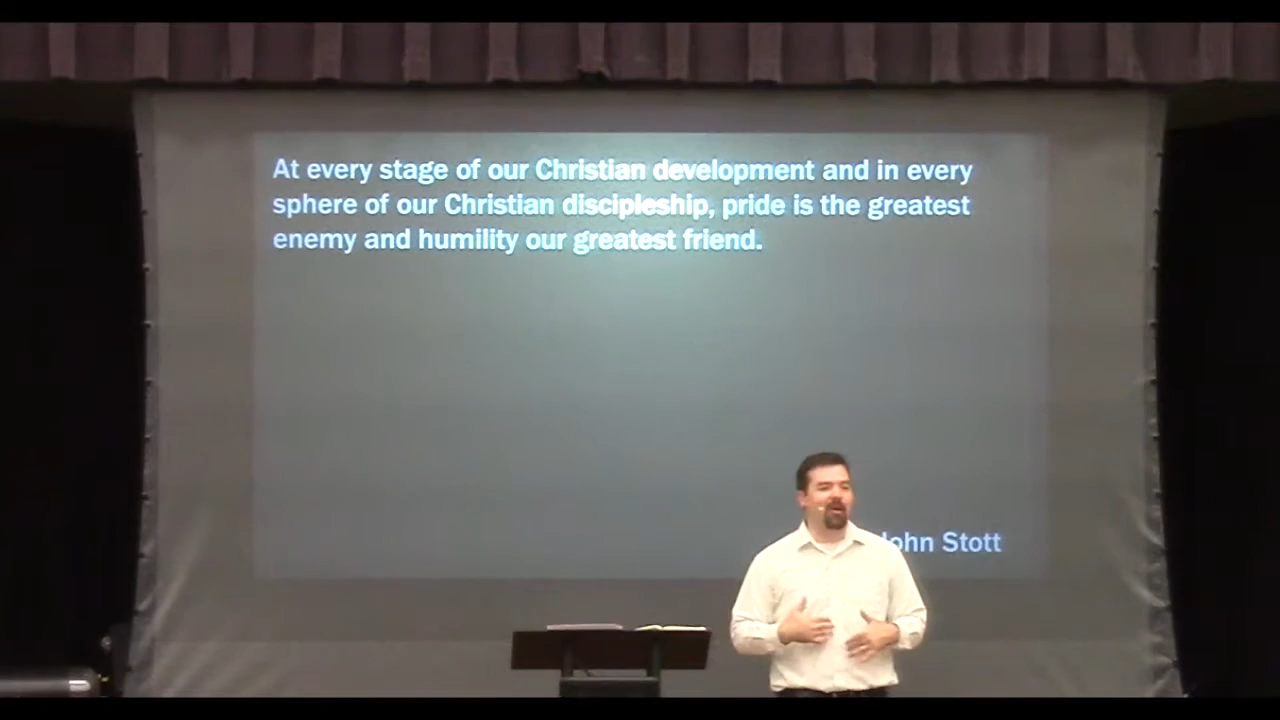 At every stage of our Christian development and in every
sphere of our Christian discipleship, pride is the greatest
enemy and humility our greatest friend.
John Stott